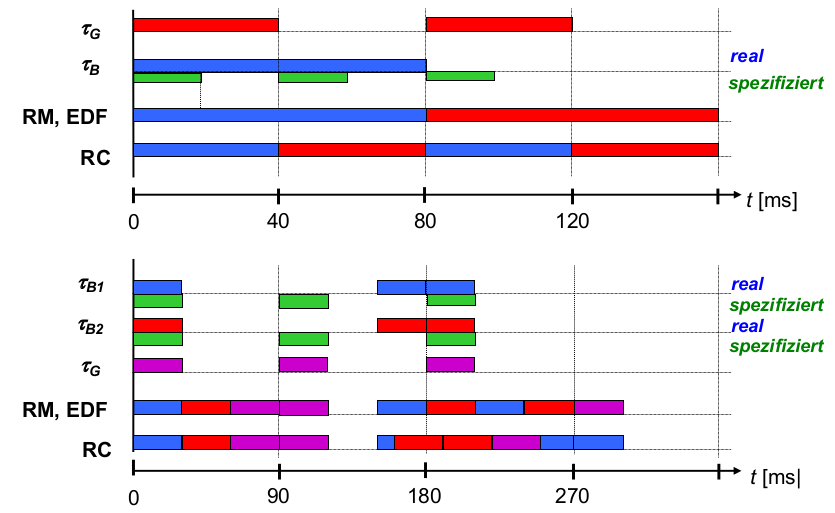 τG
τB
real
spezifiziert
RM, EDF
RC
0 40 80 120
t [ms]
τB1
real
spezifiziert
τB2
real
spezifiziert
τG
RM, EDF
RC
0 90 180 270
t [ms|